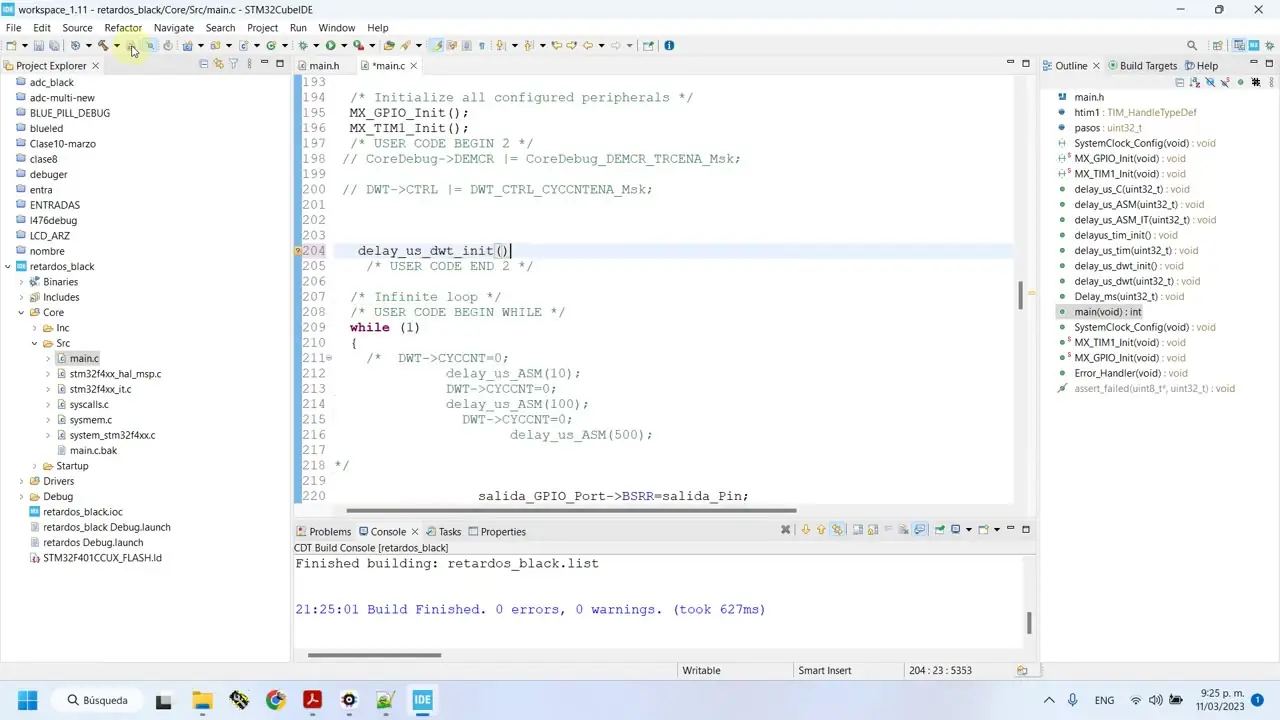 workspace_1.11 - retardos_black/Core/Src/main.c - STM32CubeIDE
File Edit Source Refactor Navigate Search Project Run Window Help
Project Explorer
adc_black
adc-multi-new
BLUE_PILL_DEBUG
blueled
Clase10-marzo
clase8
debuger
entra
ENTRADAS
l476debug
LCD_ARZ
nombre
retardos_black
Binaries
Includes
Core
Inc
Src
main.c
stm32f4xx_hal_msp.c
stm32f4xx_it.c
syscalls.c
sysmem.c
system_stm32f4xx.c
main.c.bak
Startup
Drivers
Debug
retardos_black.ioc
retardos_black Debug.launch
retardos Debug.launch
STM32F401CCUX_FLASH.ld
main.h
*main.c
193
194 /* Initialize all configured peripherals */
195 MX_GPIO_Init();
196 MX_TIM1_Init();
197 /* USER CODE BEGIN 2 */
198 // CoreDebug->DEMCR |= CoreDebug_DEMCR_TRCENA_Msk;
199
200 // DWT->CTRL |= DWT_CTRL_CYCCNTENA_Msk;
201
202
203
204 delay_us_dwt_init()
205 /* USER CODE END 2 */
206
207 /* Infinite loop */
208 /* USER CODE BEGIN WHILE */
209 while (1)
210 {
211 /* DWT->CYCCNT=0;
212 delay_us_ASM(10);
213 DWT->CYCCNT=0;
214 delay_us_ASM(100);
215 DWT->CYCCNT=0;
216 delay_us_ASM(500);
217
218 */
219
220 salida_GPIO_Port->BSRR=salida_Pin;
Problems Console Tasks Properties
CDT Build Console [retardos_black]
Finished building: retardos_black.list
21:25:01 Build Finished. 0 errors, 0 warnings. (took 627ms)
Outline Build Targets Help
main.h
htim1 : TIM_HandleTypeDef
pasos : uint32_t
SystemClock_Config(void) : void
MX_GPIO_Init(void) : void
MX_TIM1_Init(void) : void
delay_us_C(uint32_t) : void
delay_us_ASM(uint32_t) : void
delay_us_ASM_IT(uint32_t) : void
delayus_tim_init() : void
delay_us_tim(uint32_t) : void
delay_us_dwt_init() : void
delay_us_dwt(uint32_t) : void
Delay_ms(uint32_t) : void
main(void) : int
SystemClock_Config(void) : void
MX_TIM1_Init(void) : void
MX_GPIO_Init(void) : void
Error_Handler(void) : void
assert_failed(uint8_t*, uint32_t) : void
Writable Smart Insert 204 : 23 : 5353
Búsqueda
IDE
ENG
9:25 p. m.
11/03/2023
1